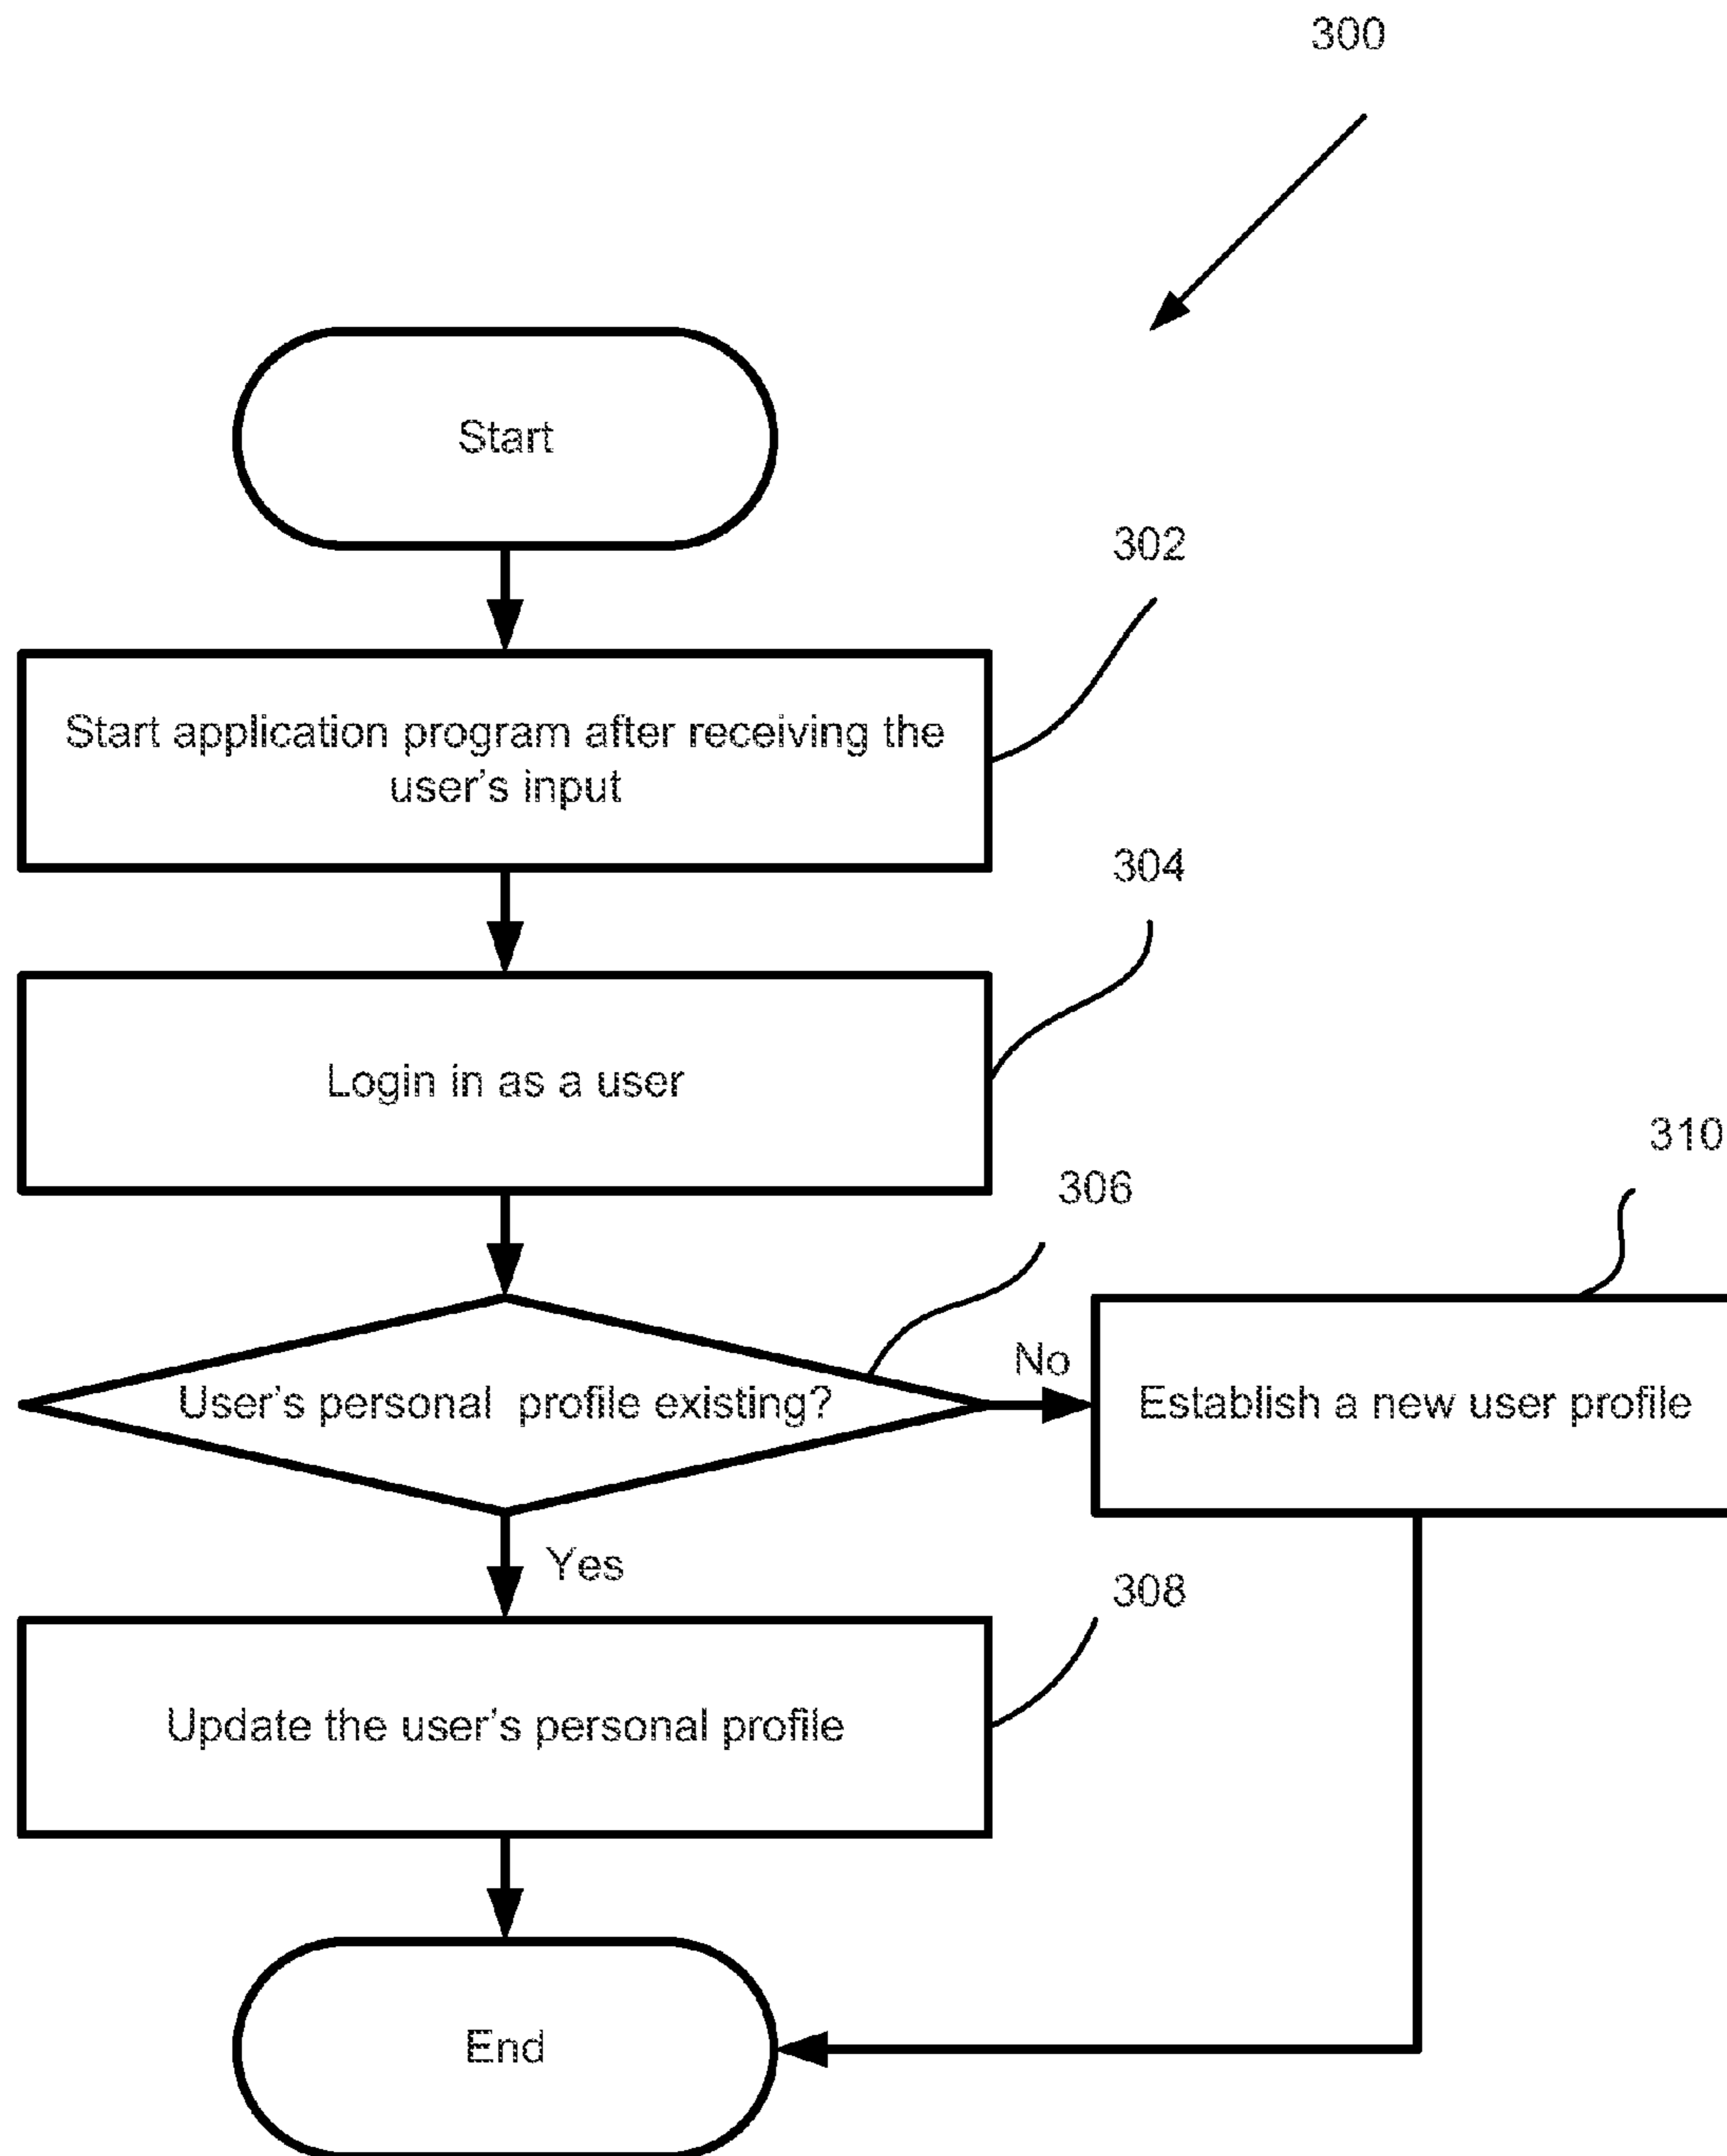 300
Start
302
Start application program after receiving the
user's input
304
Login in as a user
306
310
User's personal profile existing?
No
Establish a new user profile
Yes
308
Update the user's personal profile
End